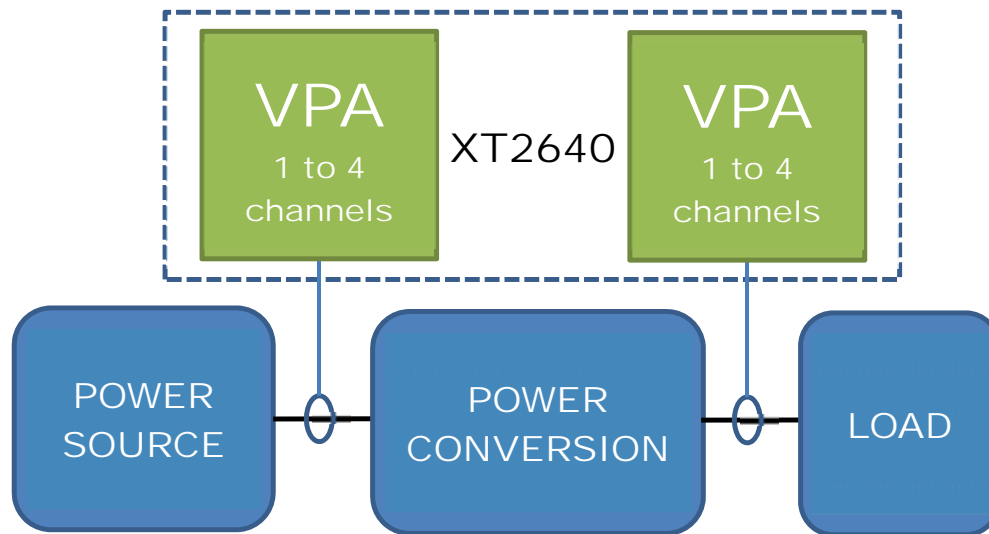 VPA
1 to 4
channels
XT2640
VPA
1 to 4
channels
POWER
SOURCE
POWER
CONVERSION
LOAD